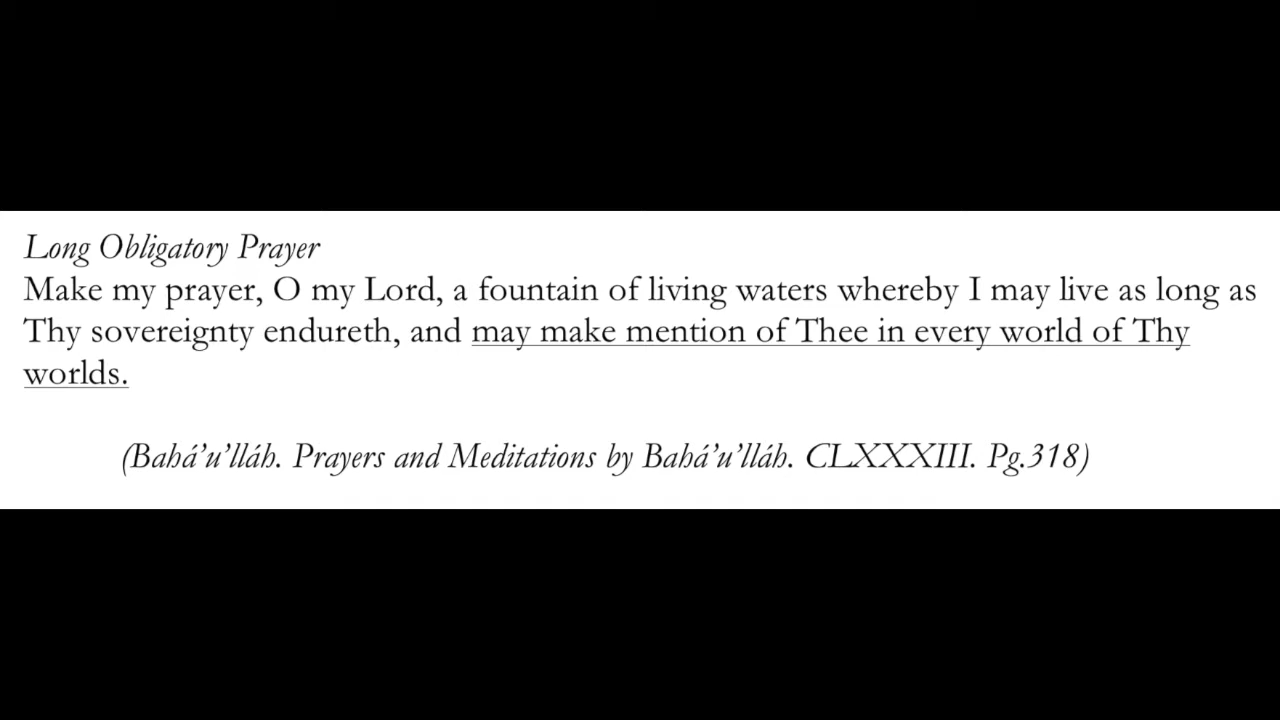 Long Obligatory Prayer
Make my prayer, O my Lord, a fountain of living waters whereby I may live as long as
Thy sovereignty endureth, and may make mention of Thee in every world of Thy
worlds.
(Bahá’u’lláh. Prayers and Meditations by Bahá’u’lláh. CLXXXIII. Pg.318)